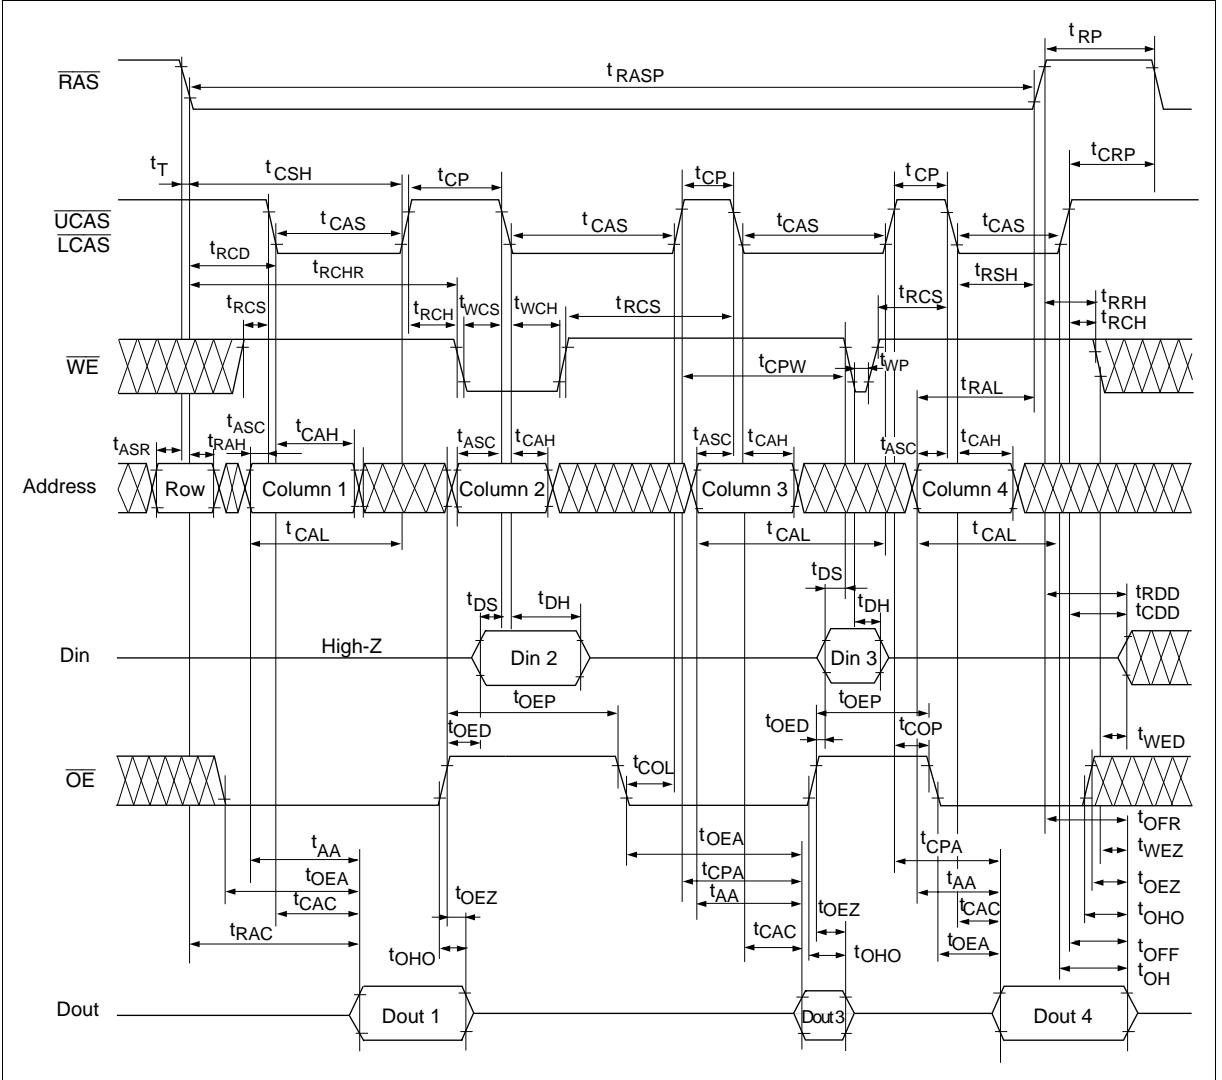 tRP
RAS
tRASP
tT
tCSH
tCP
tCP
tCP
tCRP
UCAS
LCAS
tCAS
tCAS
tCAS
tCAS
tRCD
tRCHR
tRSH
tRCS
tRCH
tWCS
tWCH
tRCS
tRCS
tRRH
tRCH
WE
tCPW
tWP
tRAL
tASR
tRAH
tASC
tCAH
tASC
tCAH
tASC
tCAH
tASC
tCAH
Address
Row
Column 1
Column 2
Column 3
Column 4
tCAL
tCAL
tCAL
tDS
tDH
tDS
tDH
tRDD
tCDD
Din
High-Z
Din 2
Din 3
tOEP
tOEP
tOED
tOED
tCOP
tWED
OE
tCOL
tOFR
tAA
tOEA
tCPA
tWEZ
tOEA
tCPA
tAA
tOEZ
tCAC
tOEZ
tAA
tOEZ
tCAC
tOHO
tRAC
tOHO
tCAC
tOHO
tOEA
tOFF
tOH
Dout
Dout 1
Dout 3
Dout 4